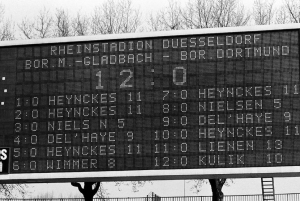 RHEINSTADION DUESSELDORF
BOR.M.-GLADBACH - BOR.DORTMUND
12:0
1:0 HEYNCKES 11
2:0 HEYNCKES 11
3:0 NIELSEN 5
4:0 DEL'HAYE 9
5:0 HEYNCKES 11
6:0 WIMMER 8
7:0 HEYNCKES 11
8:0 NIELSEN 5
9:0 DEL'HAYE 9
10:0 HEYNCKES 11
11:0 LIENEN 13
12:0 KULIK 10